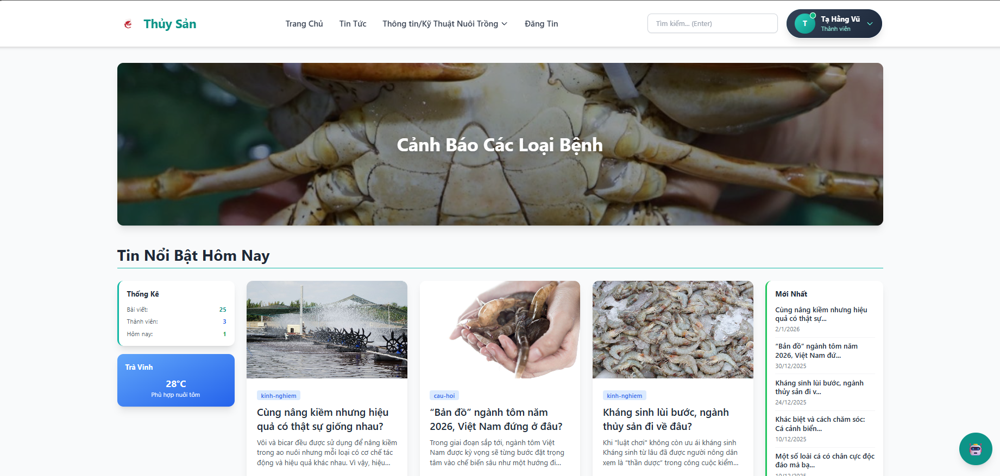 Thủy Sản
Trang Chủ
Tin Tức
Thông tin/Kỹ Thuật Nuôi Trồng
Đăng Tin
Tìm kiếm... (Enter)
T
Tạ Hằng Vũ
Thành viên
Cảnh Báo Các Loại Bệnh
Tin Nổi Bật Hôm Nay
Thống Kê
Bài viết: 25
Thành viên: 3
Hôm nay: 1
Trà Vinh
28°C
Phù hợp nuôi tôm
kinh-nghiem
Cùng nâng kiềm nhưng hiệu
quả có thật sự giống nhau?
Vôi và bicar đều được sử dụng để nâng kiềm
trong ao nuôi nhưng mỗi loại có cơ chế tác
động và hiệu quả khác nhau. Vì vậy, hiệu...
cau-hoi
“Bản đồ” ngành tôm năm
2026, Việt Nam đứng ở đâu?
Trong giai đoạn sắp tới, ngành tôm Việt
Nam được kỳ vọng sẽ từng bước đặt trọng
tâm vào chế biến sâu như một hướng đi...
kinh-nghiem
Kháng sinh lùi bước, ngành
thủy sản đi về đâu?
Khi "luật chơi" không còn ưu ái kháng sinh
Kháng sinh từ lâu đã được người nông dân
xem là “thần dược” trong công cuộc kiểm...
Mới Nhất
Cùng nâng kiềm nhưng hiệu
quả có thật sự...
2/1/2026
“Bản đồ” ngành tôm năm
2026, Việt Nam đứ...
30/12/2025
Kháng sinh lùi bước, ngành
thủy sản đi v...
24/12/2025
Khác biệt và cách chăm sóc:
Cá cảnh biển...
10/12/2025
Một số loài cá có chân cực độc
đáo mà bạ...
10/12/2025